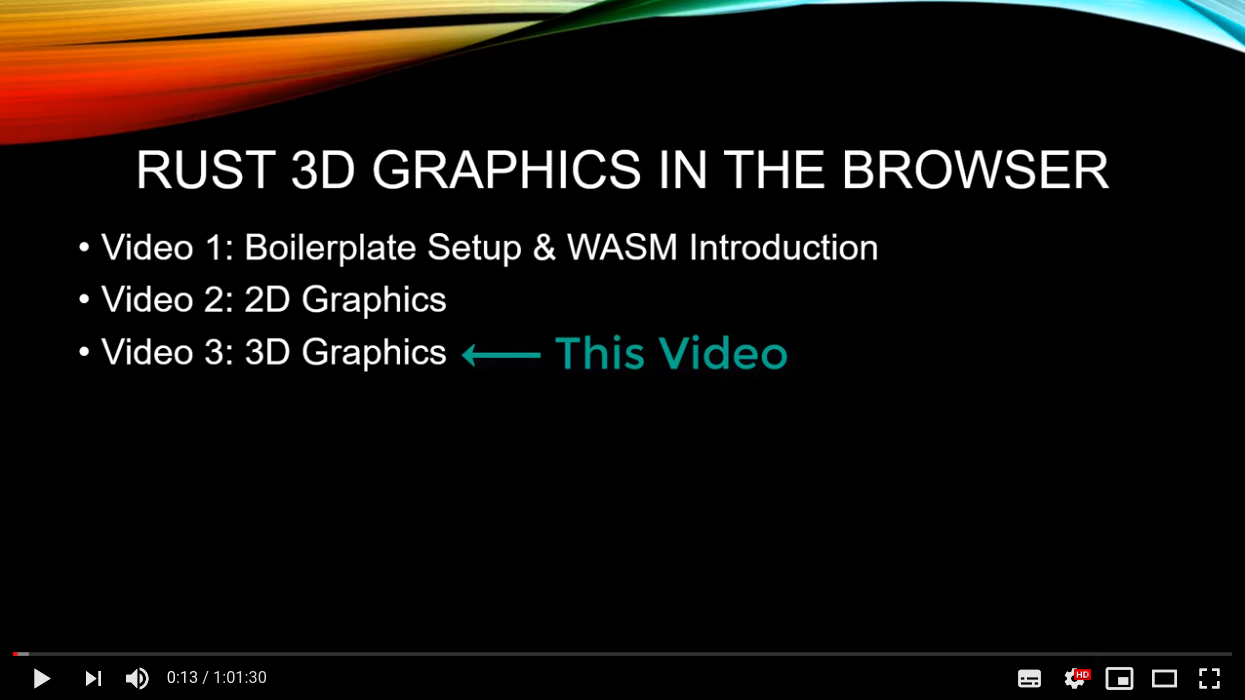 RUST 3D GRAPHICS IN THE BROWSER
• Video 1: Boilerplate Setup & WASM Introduction
• Video 2: 2D Graphics
• Video 3: 3D Graphics ← This Video
0:13 / 1:01:30 HD